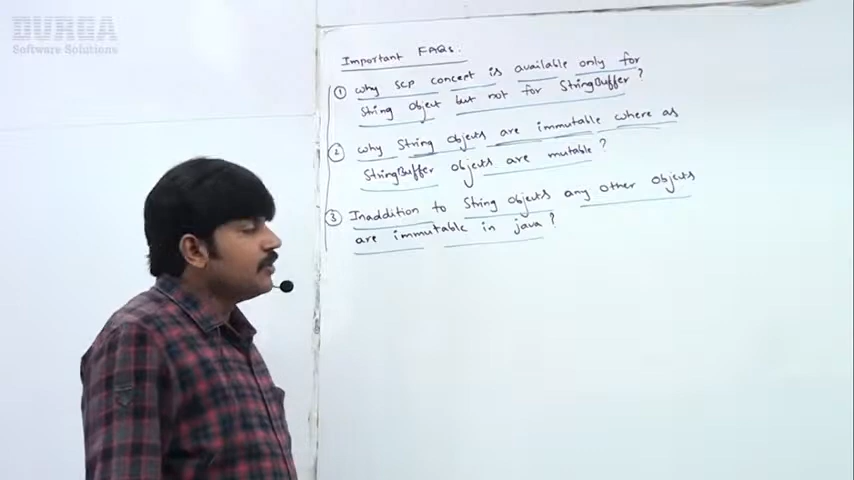 DURGA
Software Solutions
Important FAQs:
① why scp concept is available only for
String object but not for StringBuffer?
② why String objects are immutable where as
StringBuffer objects are mutable?
③ Inaddition to String objects any other objects
are immutable in java?